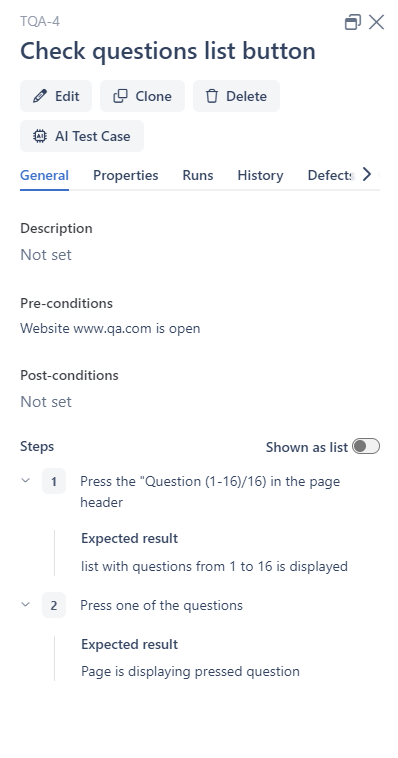 TQA-4
Check questions list button
Edit Clone Delete
AI Test Case
General Properties Runs History Defects
Description
Not set
Pre-conditions
Website www.qa.com is open
Post-conditions
Not set
Steps Shown as list
1 Press the "Question (1-16)/16) in the page
header
Expected result
list with questions from 1 to 16 is displayed
2 Press one of the questions
Expected result
Page is displaying pressed question